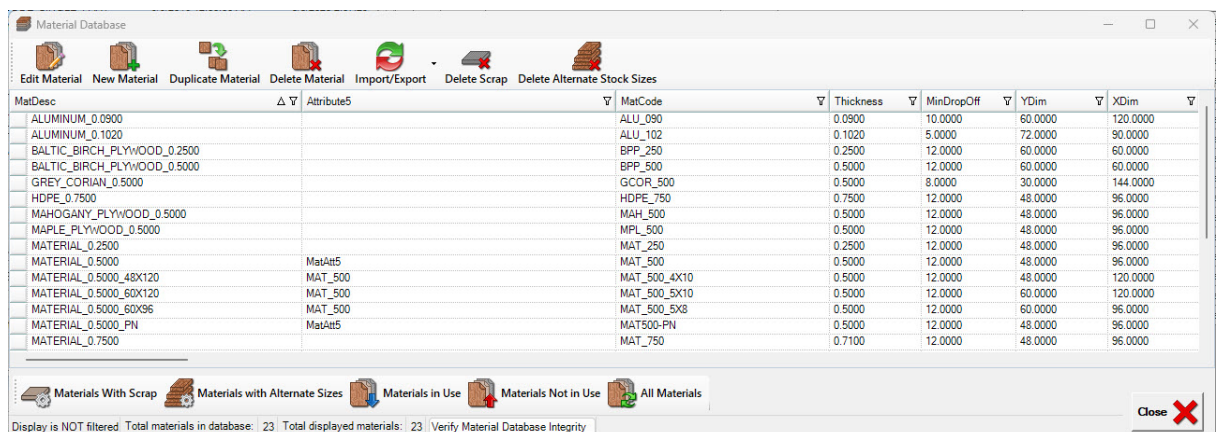 Material Database
Edit Material New Material Duplicate Material Delete Material Import/Export Delete Scrap Delete Alternate Stock Sizes
MatDesc Attribute5 MatCode Thickness MinDropOff YDim XDim
ALUMINUM_0.0900 ALU_090 0.0900 10.0000 60.0000 120.0000
ALUMINUM_0.1020 ALU_102 0.1020 5.0000 72.0000 90.0000
BALTIC_BIRCH_PLYWOOD_0.2500 BPP_250 0.2500 12.0000 60.0000 60.0000
BALTIC_BIRCH_PLYWOOD_0.5000 BPP_500 0.5000 12.0000 60.0000 60.0000
GREY_CORIAN_0.5000 GCOR_500 0.5000 8.0000 30.0000 144.0000
HDPE_0.7500 HDPE_750 0.7500 12.0000 48.0000 96.0000
MAHOGANY_PLYWOOD_0.5000 MAH_500 0.5000 12.0000 48.0000 96.0000
MAPLE_PLYWOOD_0.5000 MPL_500 0.5000 12.0000 48.0000 96.0000
MATERIAL_0.2500 MAT_250 0.2500 12.0000 48.0000 96.0000
MATERIAL_0.5000 MatAtt5 MAT_500 0.5000 12.0000 48.0000 96.0000
MATERIAL_0.5000_48X120 MAT_500 MAT_500_4X10 0.5000 12.0000 48.0000 120.0000
MATERIAL_0.5000_60X120 MAT_500 MAT_500_5X10 0.5000 12.0000 60.0000 120.0000
MATERIAL_0.5000_60X96 MAT_500 MAT_500_5X8 0.5000 12.0000 60.0000 96.0000
MATERIAL_0.5000_PN MatAtt5 MAT500-PN 0.5000 12.0000 48.0000 96.0000
MATERIAL_0.7500 MAT_750 0.7100 12.0000 48.0000 96.0000
Materials With Scrap Materials with Alternate Sizes Materials in Use Materials Not in Use All Materials
Close
Display is NOT filtered Total materials in database: 23 Total displayed materials: 23 Verify Material Database Integrity